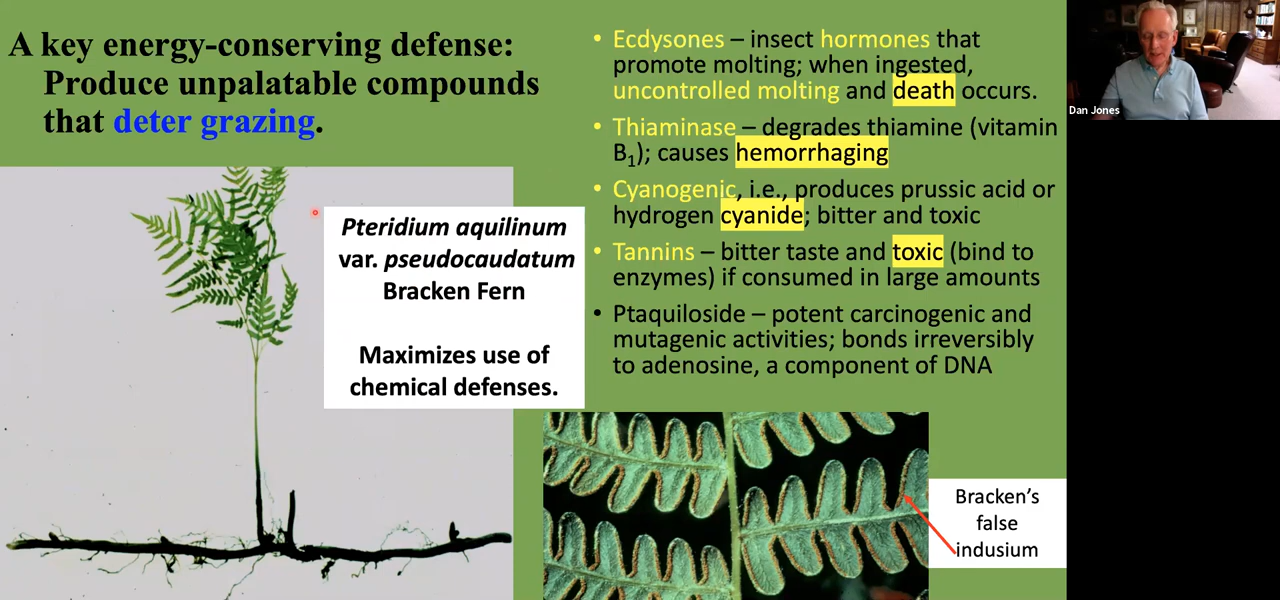 A key energy-conserving defense:
Produce unpalatable compounds
that deter grazing.
Pteridium aquilinum
var. pseudocaudatum
Bracken Fern
Maximizes use of
chemical defenses.
• Ecdysones – insect hormones that
promote molting; when ingested,
uncontrolled molting and death occurs.
• Thiaminase – degrades thiamine (vitamin
B₁); causes hemorrhaging
• Cyanogenic, i.e., produces prussic acid or
hydrogen cyanide; bitter and toxic
• Tannins – bitter taste and toxic (bind to
enzymes) if consumed in large amounts
• Ptaquiloside – potent carcinogenic and
mutagenic activities; bonds irreversibly
to adenosine, a component of DNA
Bracken's
false
indusium
Dan Jones